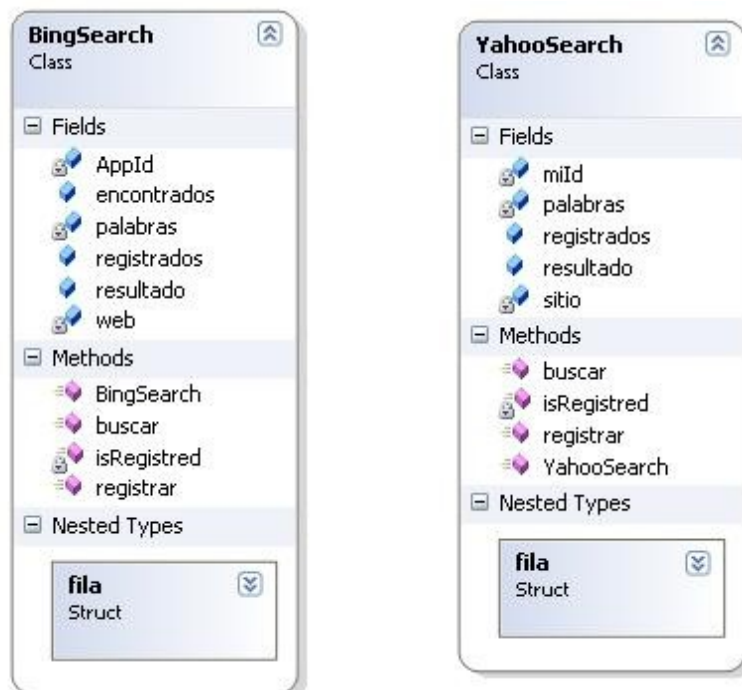 BingSearch
Class
Fields
AppId
encontrados
palabras
registrados
resultado
web
Methods
BingSearch
buscar
isRegistred
registrar
Nested Types
fila
Struct
YahooSearch
Class
Fields
miId
palabras
registrados
resultado
sitio
Methods
buscar
isRegistred
registrar
YahooSearch
Nested Types
fila
Struct